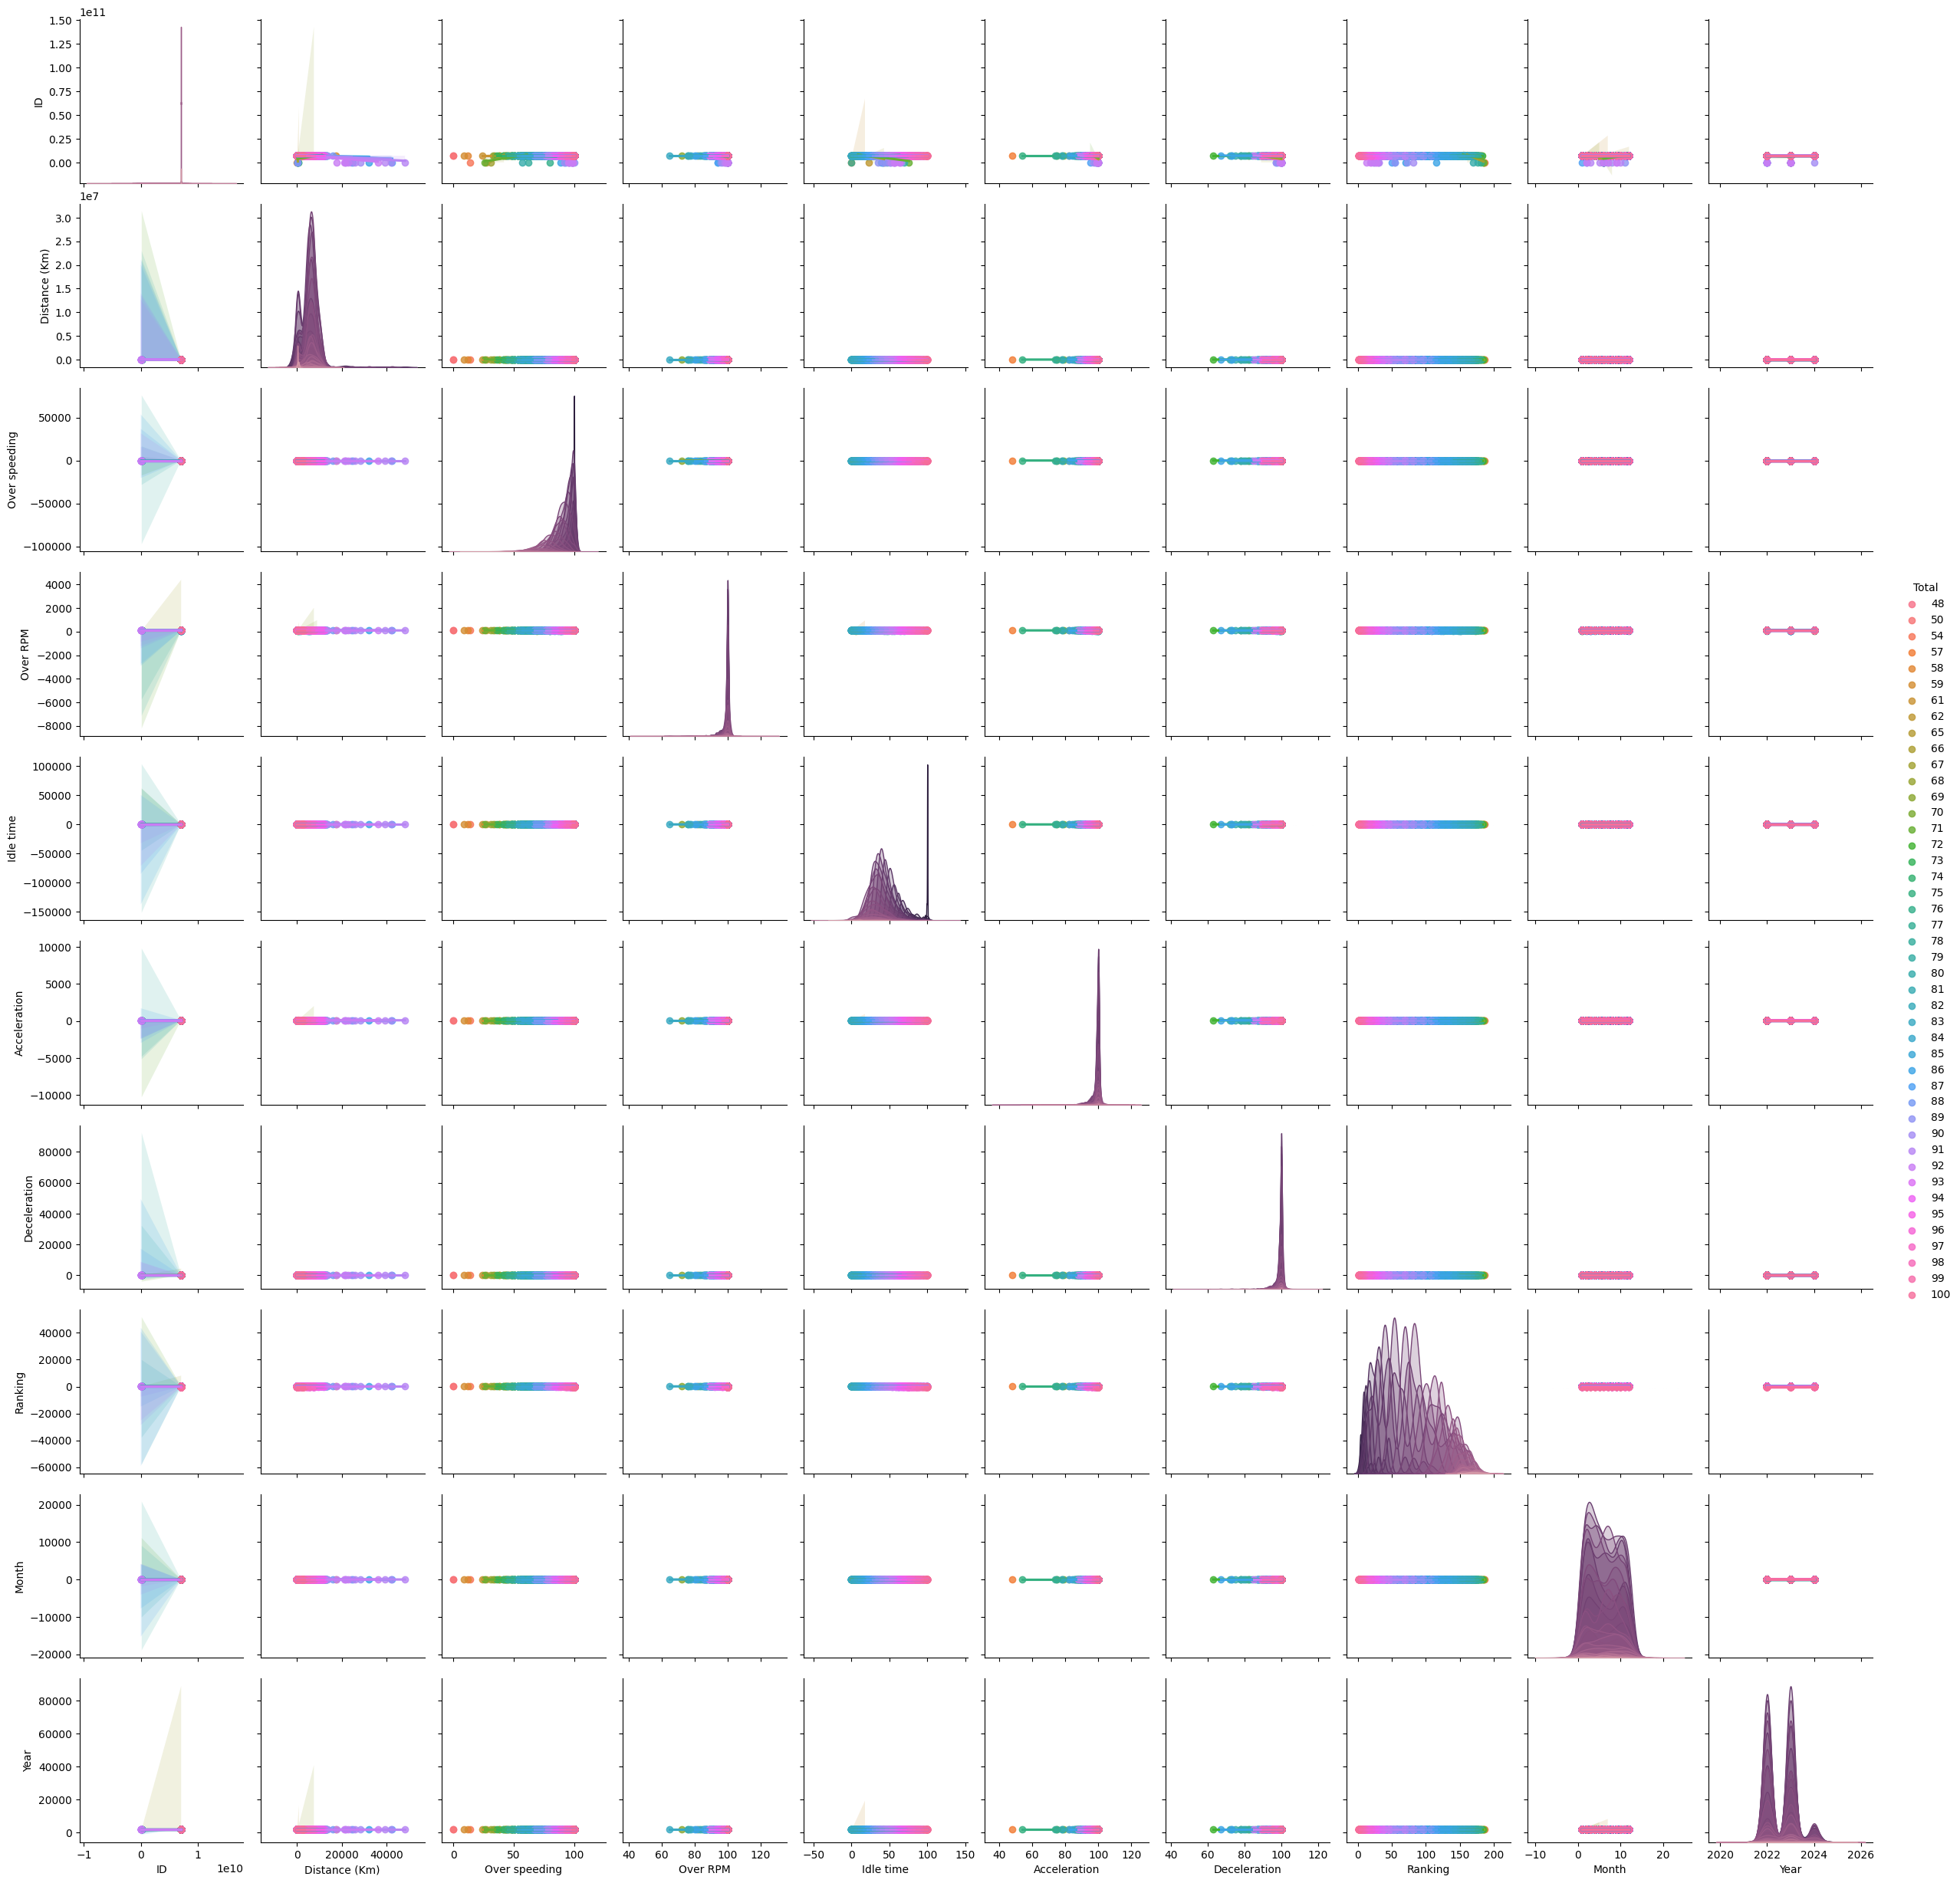 1e11
1.50
1.25
1.00
0.75
0.50
0.25
0.00
ID
1e7
3.0
2.5
2.0
1.5
1.0
0.5
0.0
Distance (Km)
50000
0
−50000
−100000
Over speeding
4000
2000
0
−2000
−4000
−6000
−8000
Over RPM
100000
50000
0
−50000
−100000
−150000
Idle time
10000
5000
0
−5000
−10000
Acceleration
80000
60000
40000
20000
0
Deceleration
40000
20000
0
−20000
−40000
−60000
Ranking
20000
10000
0
−10000
−20000
Month
80000
60000
40000
20000
0
Year
−1 0 1
1e10
ID
0 20000 40000
Distance (Km)
0 50 100
Over speeding
40 60 80 100 120
Over RPM
−50 0 50 100 150
Idle time
40 60 80 100 120
Acceleration
40 60 80 100 120
Deceleration
0 50 100 150 200
Ranking
−10 0 10 20
Month
2020 2022 2024 2026
Year
Total
48
50
54
57
58
59
61
62
65
66
67
68
69
70
71
72
73
74
75
76
77
78
79
80
81
82
83
84
85
86
87
88
89
90
91
92
93
94
95
96
97
98
99
100